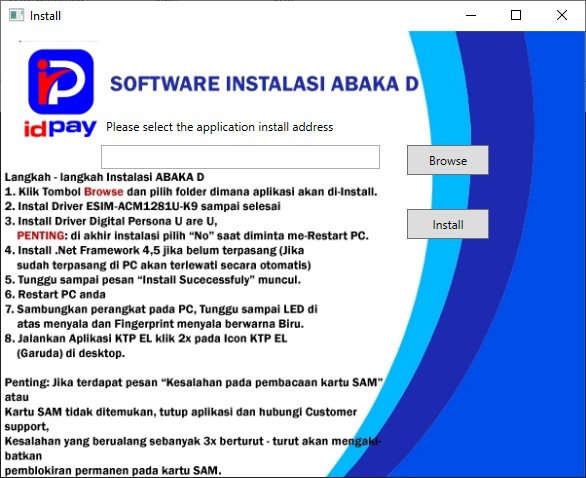 Install
SOFTWARE INSTALASI ABAKA D
idpay
Please select the application install address
Browse
Install
Langkah - langkah Instalasi ABAKA D
1. Klik Tombol Browse dan pilih folder dimana aplikasi akan di-Install.
2. Instal Driver ESIM-ACM1281U-K9 sampai selesai
3. Install Driver Digital Persona U are U,
PENTING: di akhir instalasi pilih “No” saat diminta me-Restart PC.
4. Install .Net Framework 4,5 jika belum terpasang (Jika
sudah terpasang di PC akan terlewati secara otomatis)
5. Tunggu sampai pesan “Install Sucecessfuly” muncul.
6. Restart PC anda
7. Sambungkan perangkat pada PC, Tunggu sampai LED di
atas menyala dan Fingerprint menyala berwarna Biru.
8. Jalankan Aplikasi KTP EL klik 2x pada Icon KTP EL
(Garuda) di desktop.
Penting: Jika terdapat pesan “Kesalahan pada pembacaan kartu SAM”
atau
Kartu SAM tidak ditemukan, tutup aplikasi dan hubungi Customer
support,
Kesalahan yang berualang sebanyak 3x berturut - turut akan mengaki-
batkan
pemblokiran permanen pada kartu SAM.